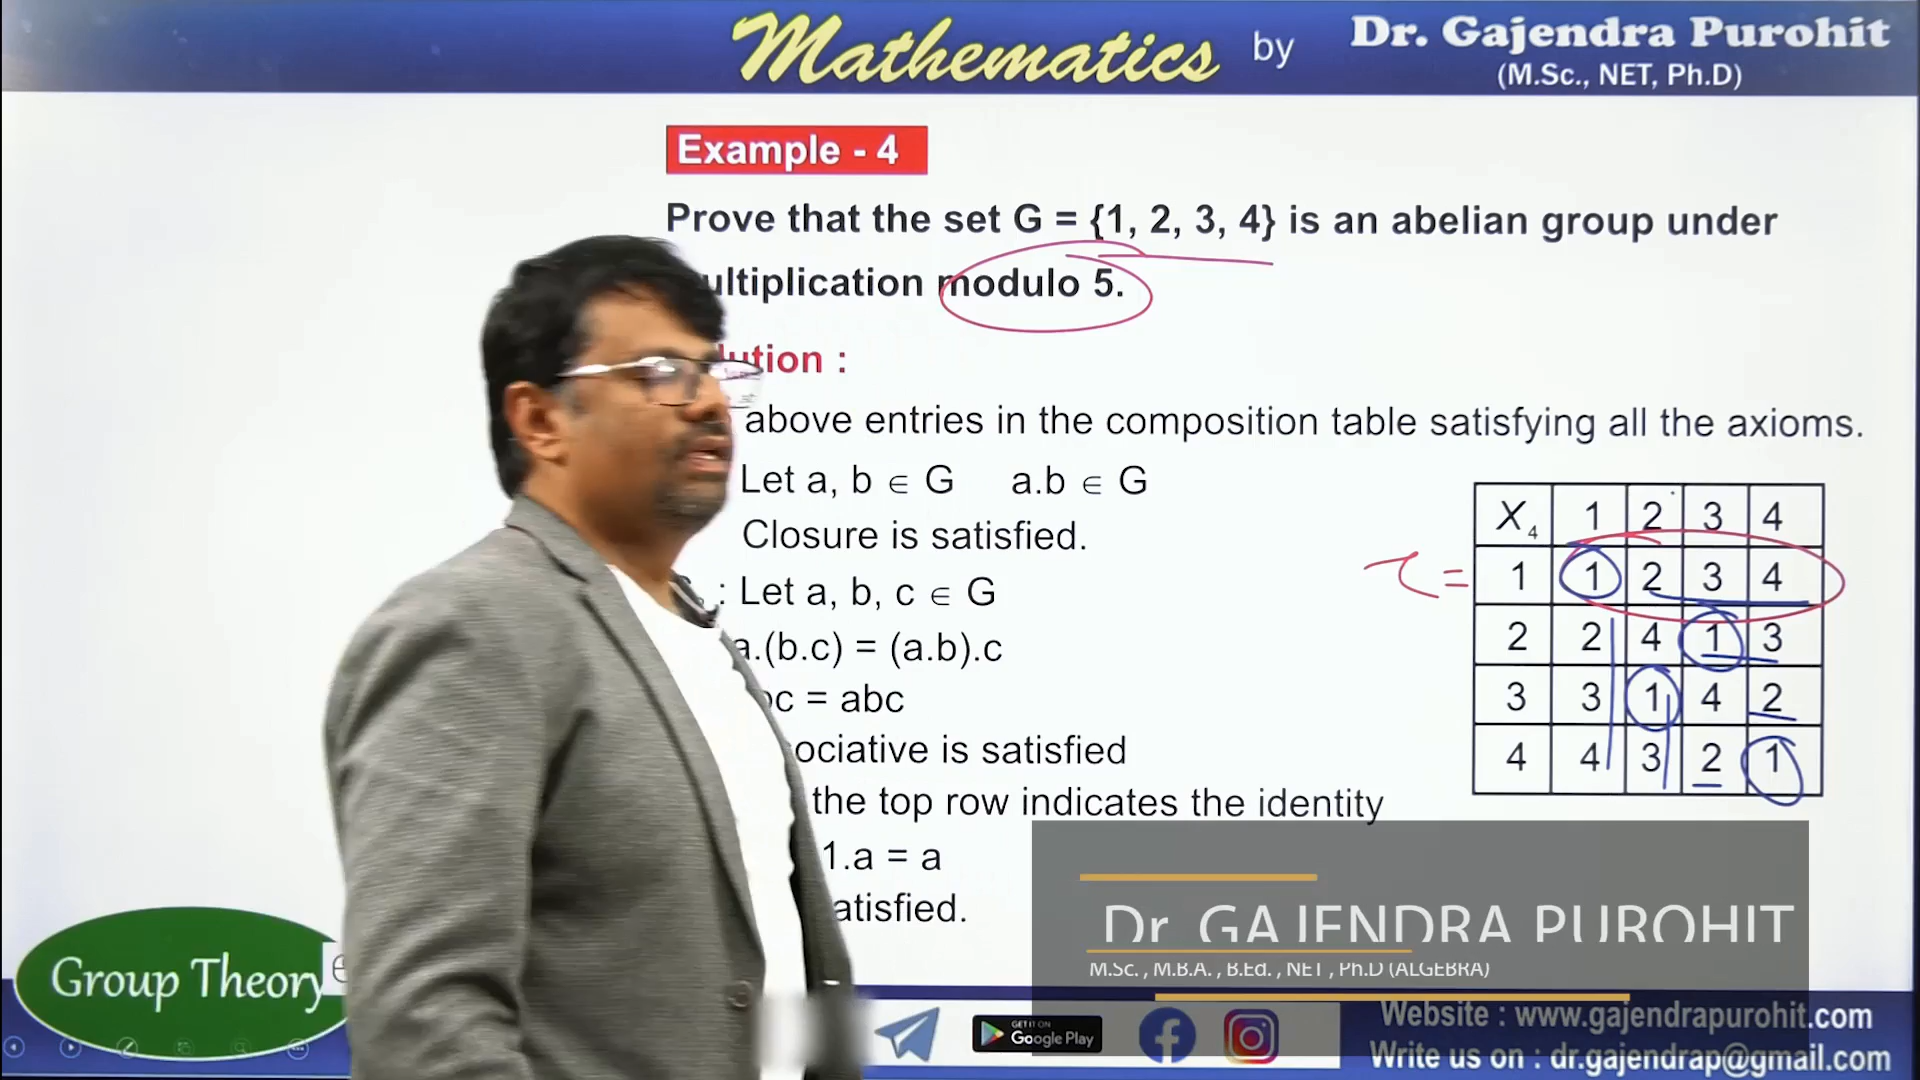 Mathematics by Dr. Gajendra Purohit
(M.Sc., NET, Ph.D)
Example - 4
Prove that the set G = {1, 2, 3, 4} is an abelian group under
ultiplication modulo 5.
ution :
above entries in the composition table satisfying all the axioms.
Let a, b ∈ G a.b ∈ G
Closure is satisfied.
: Let a, b, c ∈ G
a.(b.c) = (a.b).c
bc = abc
ociative is satisfied
the top row indicates the identity
1.a = a
atisfied.
X₄ 1 2 3 4
1 1 2 3 4
2 2 4 1 3
3 3 1 4 2
4 4 3 2 1
Dr. GAJENDRA PUROHIT
M.Sc. , M.B.A. , B.Ed. , NET , Ph.D (ALGEBRA)
Group Theory
GET IT ON
Google Play
Website : www.gajendrapurohit.com
Write us on : dr.gajendrap@gmail.com